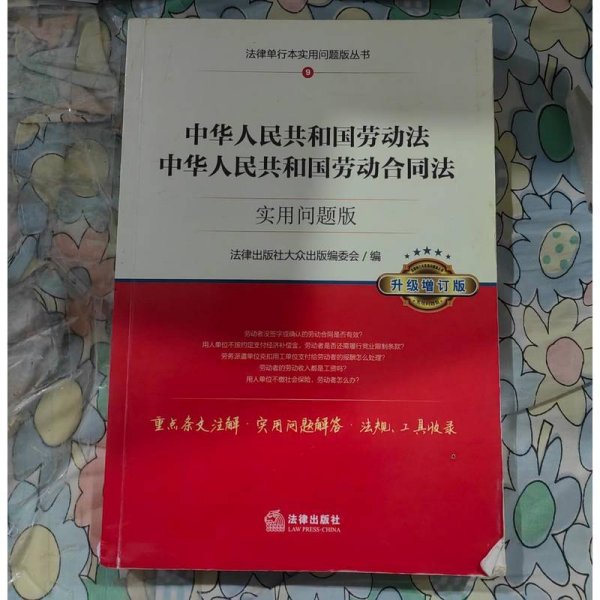 法律单行本实用问题版丛书
9
中华人民共和国劳动法
中华人民共和国劳动合同法
实用问题版
法律出版社大众出版编委会／编
升级增订版
劳动者没签字或确认的劳动合同是否有效？
用人单位不按约定支付经济补偿金，劳动者是否还需履行竞业限制条款？
劳务派遣单位克扣用工单位支付给劳动者的报酬怎么处理？
劳动者的劳动收入都是工资吗？
用人单位不缴社会保险，劳动者怎么办？
重点条文注解·实用问题解答·法规、工具收录
法律出版社
LAW PRESS·CHINA